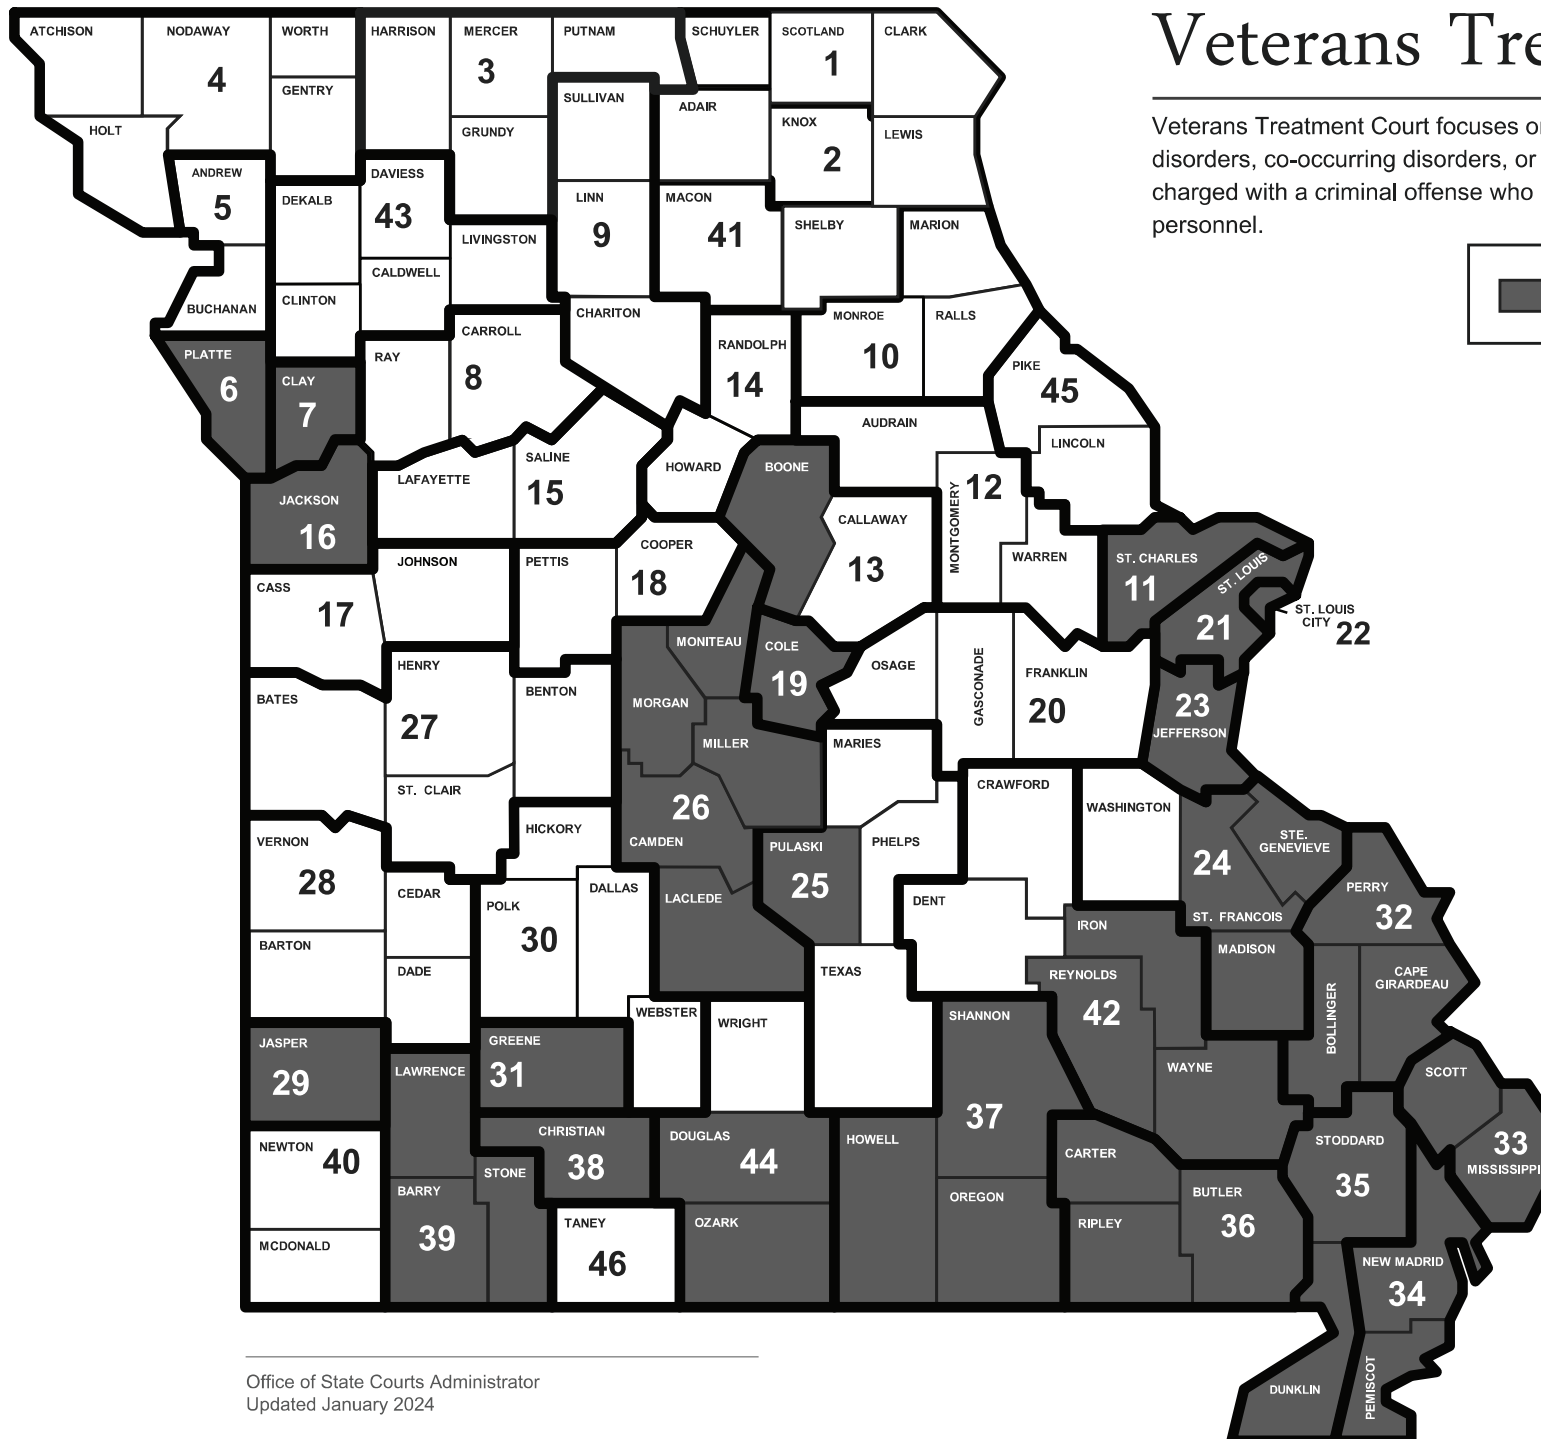 Veterans Tre
Veterans Treatment Court focuses o
disorders, co-occurring disorders, or
charged with a criminal offense who
personnel.
ATCHISON
NODAWAY
WORTH
HARRISON
MERCER
PUTNAM
SCHUYLER
SCOTLAND
CLARK
4
3
1
GENTRY
SULLIVAN
ADAIR
KNOX
HOLT
GRUNDY
LEWIS
2
ANDREW
5
DEKALB
DAVIESS
43
LINN
9
MACON
41
SHELBY
MARION
LIVINGSTON
CALDWELL
BUCHANAN
CLINTON
CHARITON
MONROE
RALLS
CARROLL
RANDOLPH
PLATTE
6
CLAY
7
RAY
8
14
10
PIKE
45
AUDRAIN
LINCOLN
SALINE
15
HOWARD
BOONE
LAFAYETTE
12
MONTGOMERY
JACKSON
16
CALLAWAY
13
COOPER
18
JOHNSON
PETTIS
WARREN
ST. CHARLES
11
ST. LOUIS
21
CASS
17
ST. LOUIS
CITY
22
MONITEAU
COLE
19
HENRY
27
OSAGE
GASCONADE
FRANKLIN
20
BATES
BENTON
MORGAN
23
JEFFERSON
MILLER
MARIES
CRAWFORD
ST. CLAIR
26
WASHINGTON
HICKORY
CAMDEN
VERNON
28
PULASKI
25
PHELPS
STE.
GENEVIEVE
24
CEDAR
DALLAS
LACLEDE
DENT
PERRY
32
POLK
30
ST. FRANCOIS
IRON
BARTON
MADISON
DADE
TEXAS
REYNOLDS
42
CAPE
GIRARDEAU
WEBSTER
WRIGHT
SHANNON
BOLLINGER
JASPER
29
GREENE
31
LAWRENCE
WAYNE
SCOTT
37
CHRISTIAN
38
DOUGLAS
44
HOWELL
STODDARD
35
33
MISSISSIPPI
NEWTON
40
CARTER
STONE
BARRY
39
OREGON
BUTLER
36
TANEY
46
OZARK
RIPLEY
MCDONALD
NEW MADRID
34
DUNKLIN
PEMISCOT
Office of State Courts Administrator
Updated January 2024